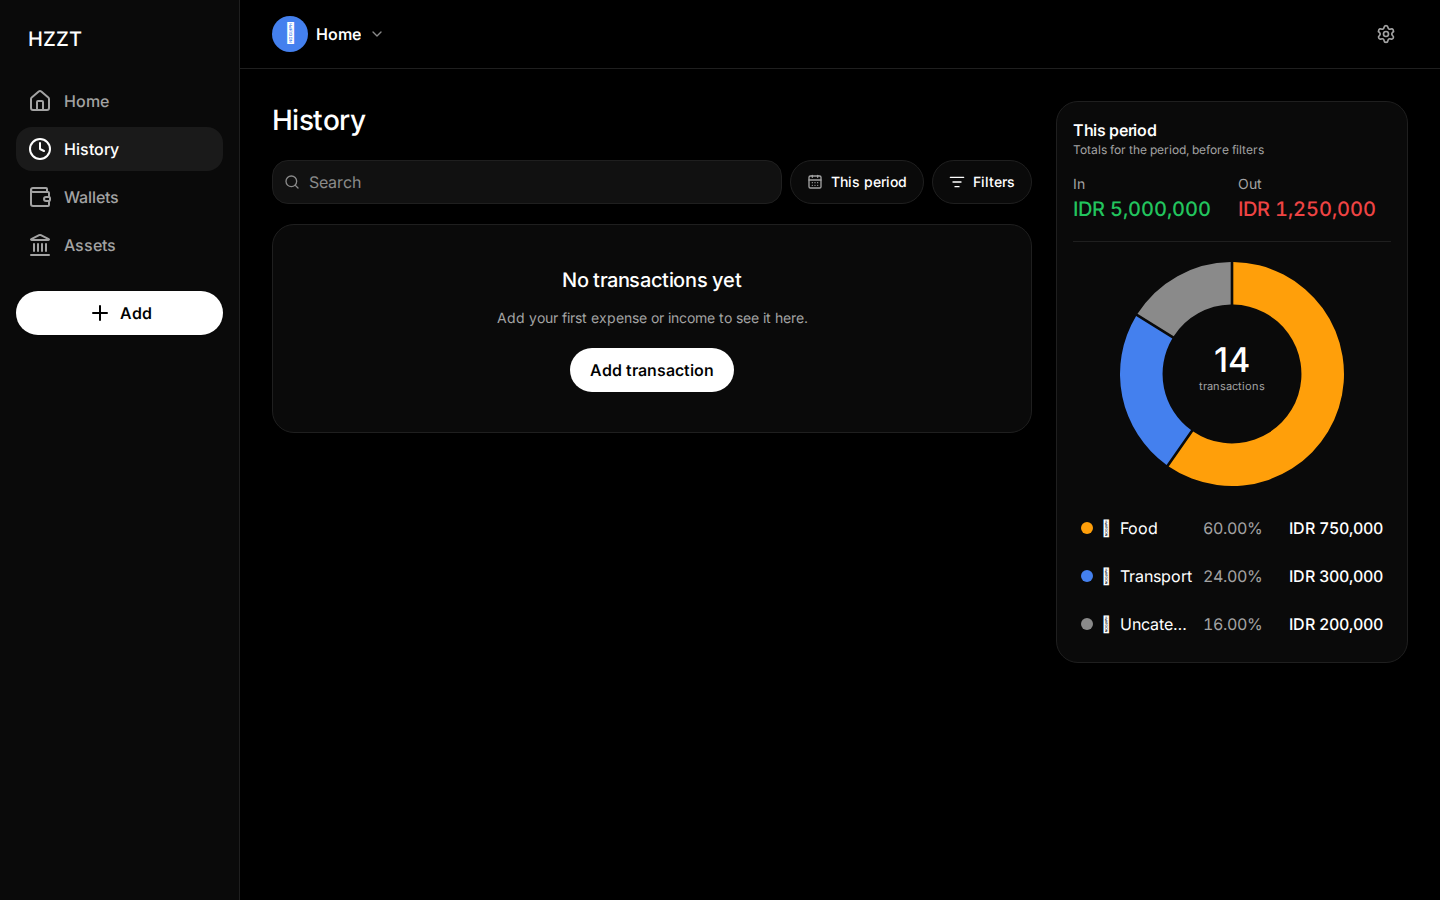 HZZT
Home
History
Wallets
Assets
Add
Home
History
Search
This period
Filters
No transactions yet
Add your first expense or income to see it here.
Add transaction
This period
Totals for the period, before filters
In
Out
IDR 5,000,000
IDR 1,250,000
14
transactions
Food 60.00% IDR 750,000
Transport 24.00% IDR 300,000
Uncate... 16.00% IDR 200,000